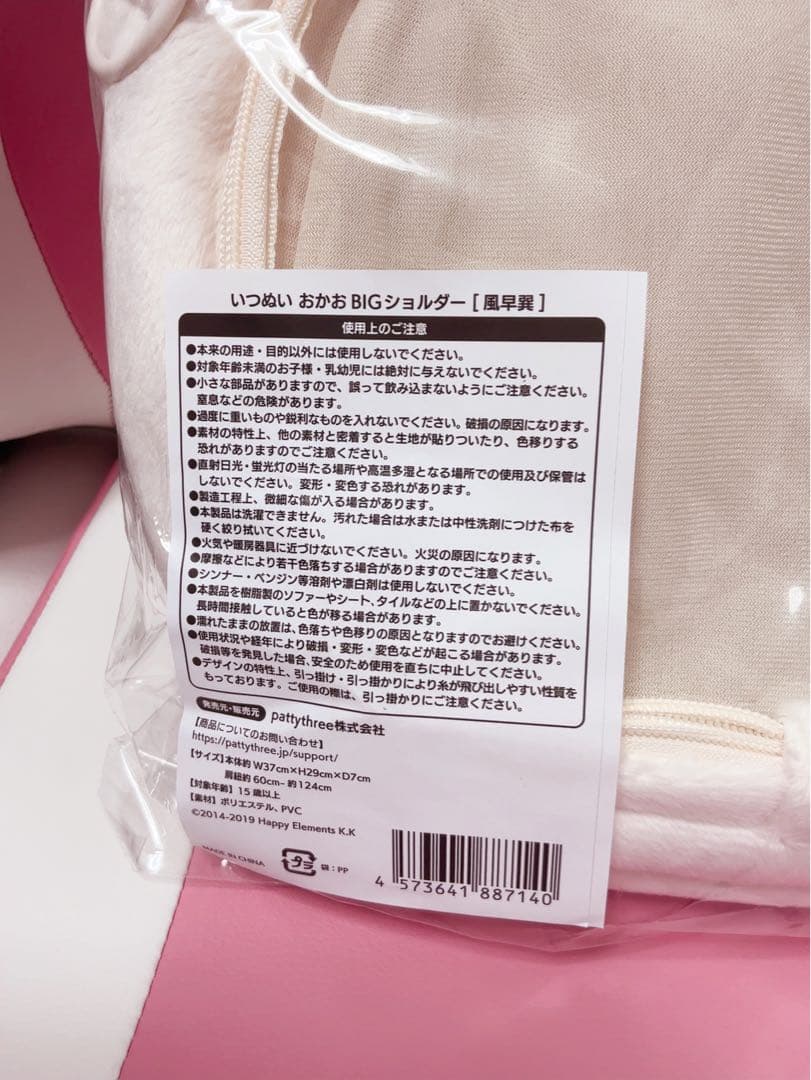 いつぬい おかお BIGショルダー [ 風早巽 ]
使用上のご注意
●本来の用途・目的以外には使用しないでください。
●対象年齢未満のお子様・乳幼児には絶対に与えないでください。
●小さな部品がありますので、誤って飲み込まないようにご注意ください。
窒息などの危険があります。
●過度に重いものや鋭利なものを入れないでください。破損の原因になります。
●素材の特性上、他の素材と密着すると生地が貼りついたり、色移りする
恐れがありますのでご注意ください。
●直射日光・蛍光灯の当たる場所や高温多湿となる場所での使用及び保管は
しないでください。変形・変色する恐れがあります。
●製造工程上、微細な傷が入る場合があります。
●本製品は洗濯できません。汚れた場合は水または中性洗剤につけた布を
硬く絞り拭いてください。
●火気や暖房器具に近づけないでください。火災の原因になります。
●摩擦などにより若干色落ちする場合がありますのでご注意ください。
●シンナー・ベンジン等溶剤や漂白剤は使用しないでください。
●本製品を樹脂製のソファーやシート、タイルなどの上に置かないでください。
長時間接触していると色が移る場合があります。
●濡れたままの放置は、色落ちや色移りの原因となりますのでお避けください。
●使用状況や経年により破損・変形・変色などが起こる場合があります。
破損等を発見した場合、安全のため使用を直ちに中止してください。
●デザインの特性上、引っ掛け・引っ掛かりにより糸が飛び出しやすい性質を
もっております。ご使用の際は、引っ掛かりにご注意ください。
発売元・販売元 pattythree株式会社
【商品についてのお問い合わせ】
https://pattythree.jp/support/
【サイズ】本体約 W37cm×H29cm×D7cm
肩紐約 60cm~約124cm
【対象年齢】15歳以上
【素材】ポリエステル、PVC
©2014-2019 Happy Elements K.K
MADE IN CHINA プラ 袋：PP
4 573641 887140